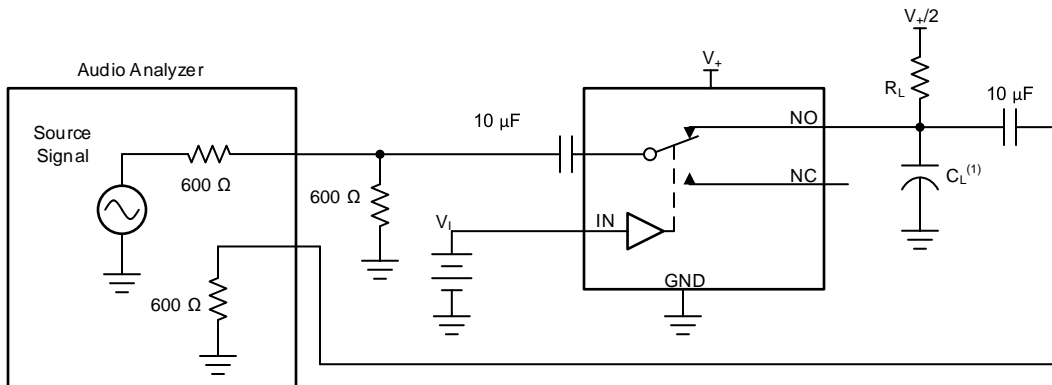 Audio Analyzer
Source
Signal
600 Ω
600 Ω
600 Ω
10 µF
V+
NO
NC
VI
IN
GND
V+/2
RL
10 µF
CL(1)